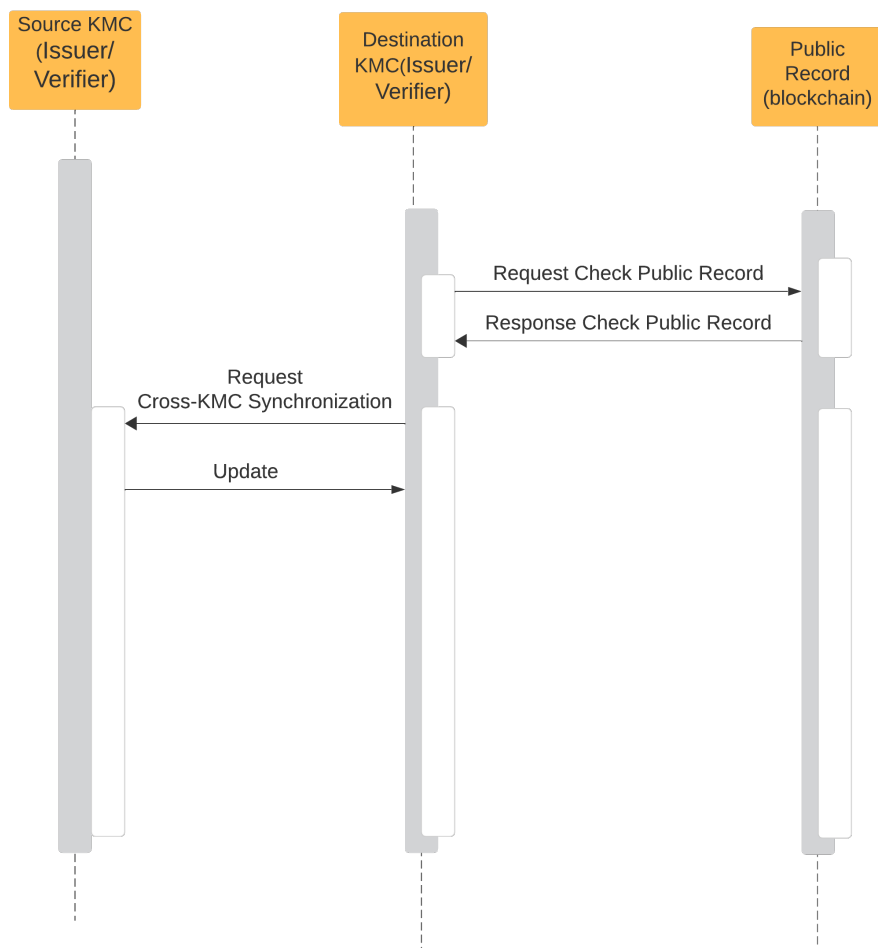 Source KMC
(Issuer/
Verifier)
Destination
KMC(Issuer/
Verifier)
Public
Record
(blockchain)
Request Check Public Record
Response Check Public Record
Request
Cross-KMC Synchronization
Update